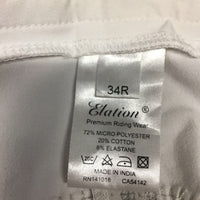 34R
Elation®
Premium Riding Wear
72% MICRO-POLYESTER
20% COTTON
8% ELASTANE
MADE IN INDIA
RN141018 CA54142